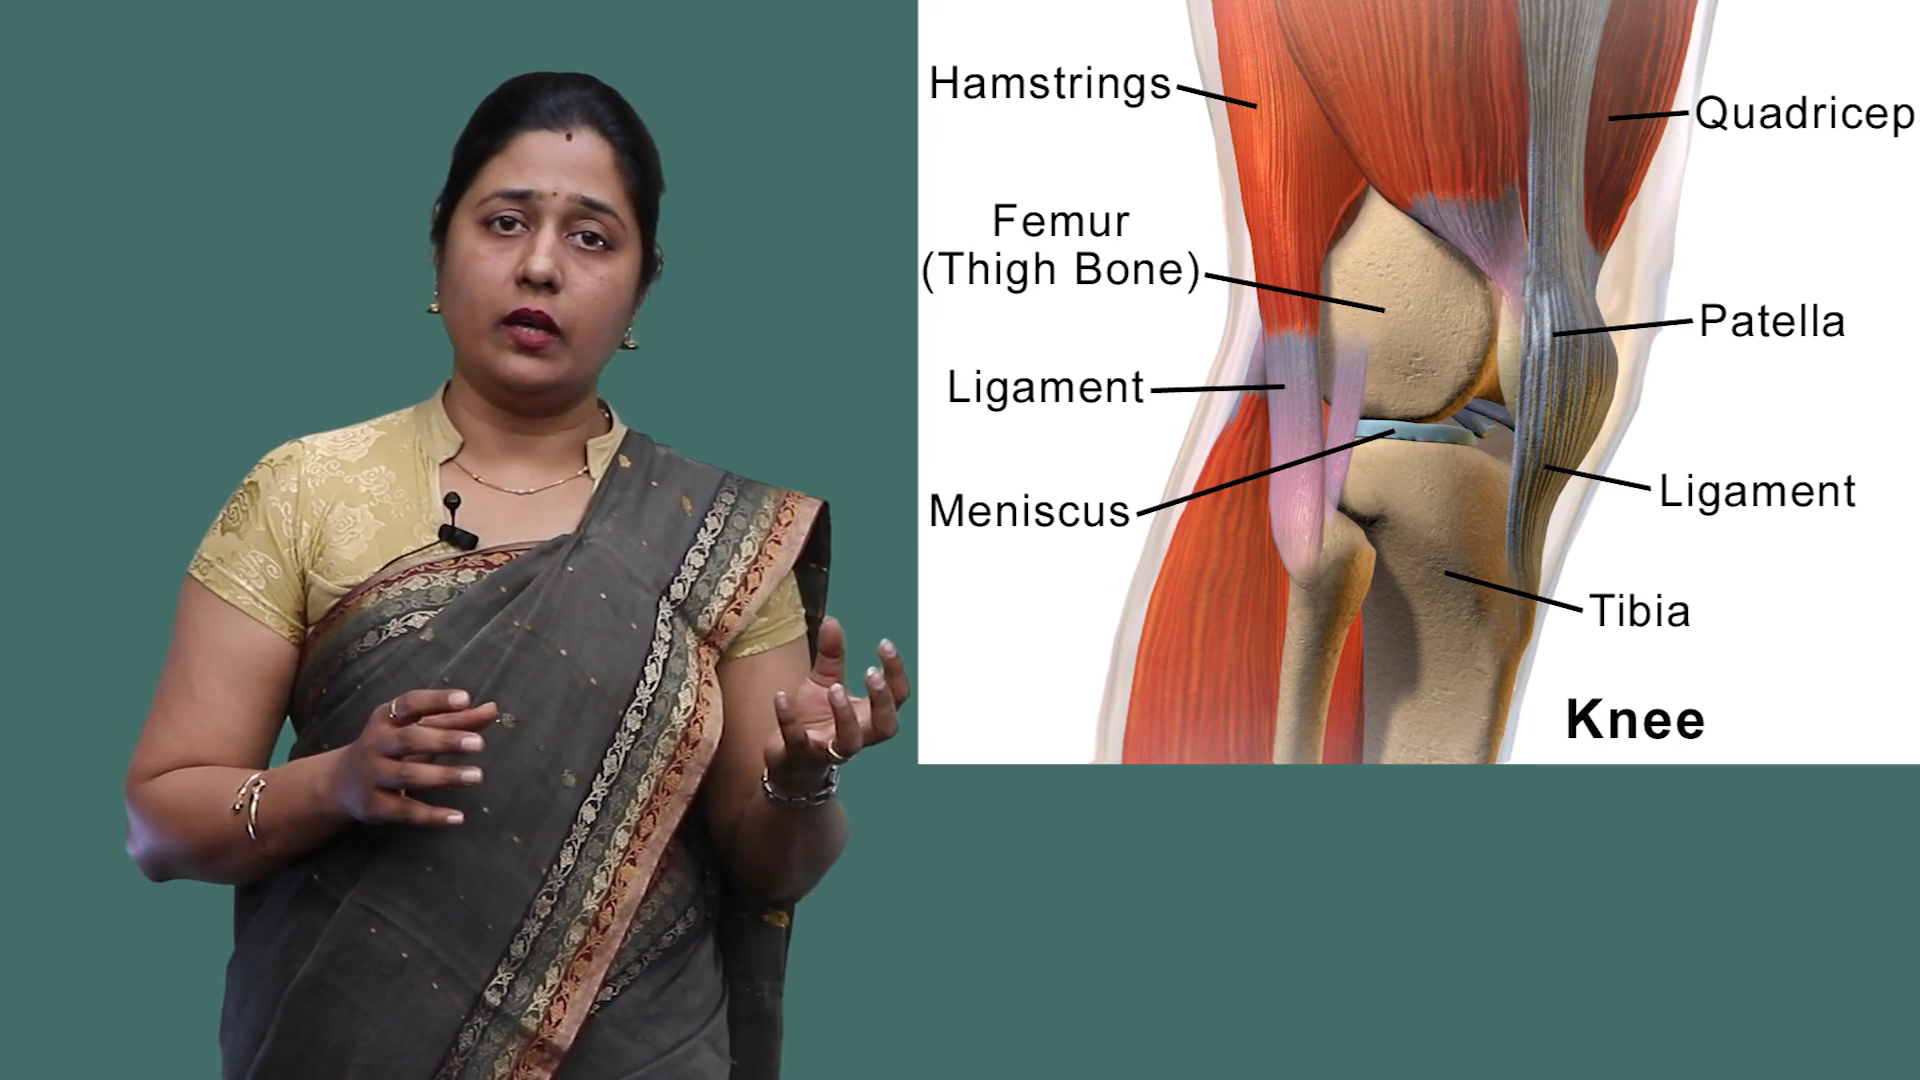 Hamstrings
Quadricep
Femur
(Thigh Bone)
Patella
Ligament
Meniscus
Ligament
Tibia
Knee